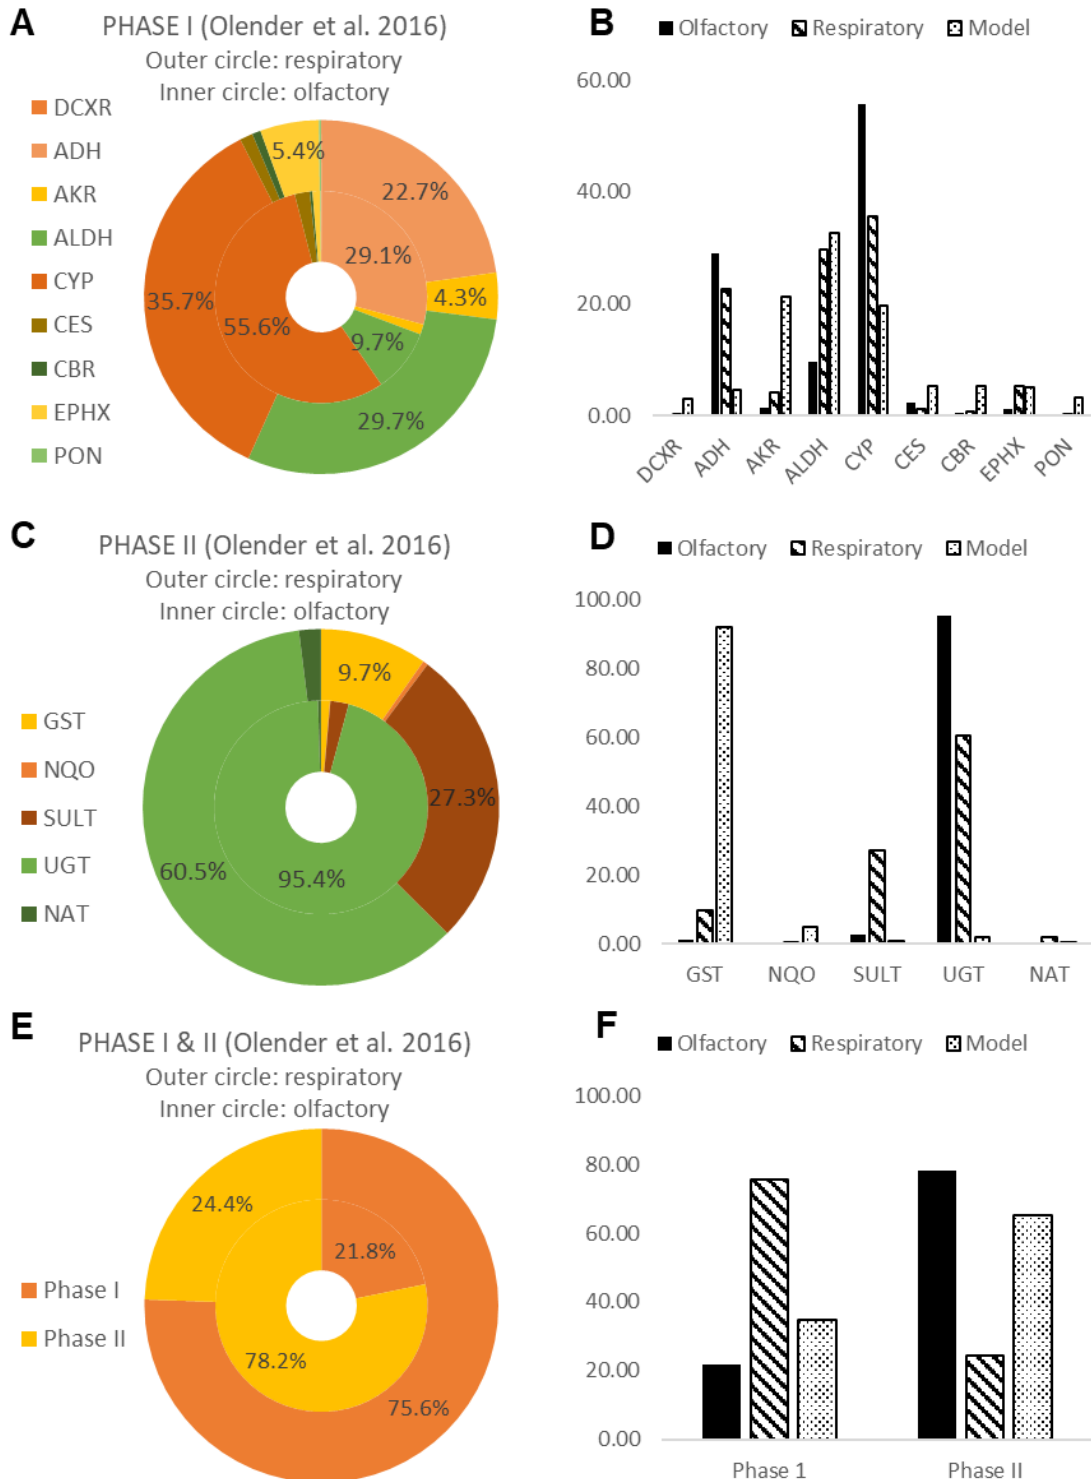 A
PHASE I (Olender et al. 2016)
Outer circle: respiratory
Inner circle: olfactory
DCXR
ADH
AKR
ALDH
CYP
CES
CBR
EPHX
PON
5.4%
22.7%
29.1%
4.3%
35.7%
55.6%
9.7%
29.7%
B
Olfactory Respiratory Model
60.00
40.00
20.00
0.00
DCXR ADH AKR ALDH CYP CES CBR EPHX PON
C
PHASE II (Olender et al. 2016)
Outer circle: respiratory
Inner circle: olfactory
GST
NQO
SULT
UGT
NAT
9.7%
27.3%
60.5%
95.4%
D
Olfactory Respiratory Model
100.00
80.00
60.00
40.00
20.00
0.00
GST NQO SULT UGT NAT
E
PHASE I & II (Olender et al. 2016)
Outer circle: respiratory
Inner circle: olfactory
Phase I
Phase II
24.4%
21.8%
78.2%
75.6%
F
Olfactory Respiratory Model
100.00
80.00
60.00
40.00
20.00
0.00
Phase 1 Phase II